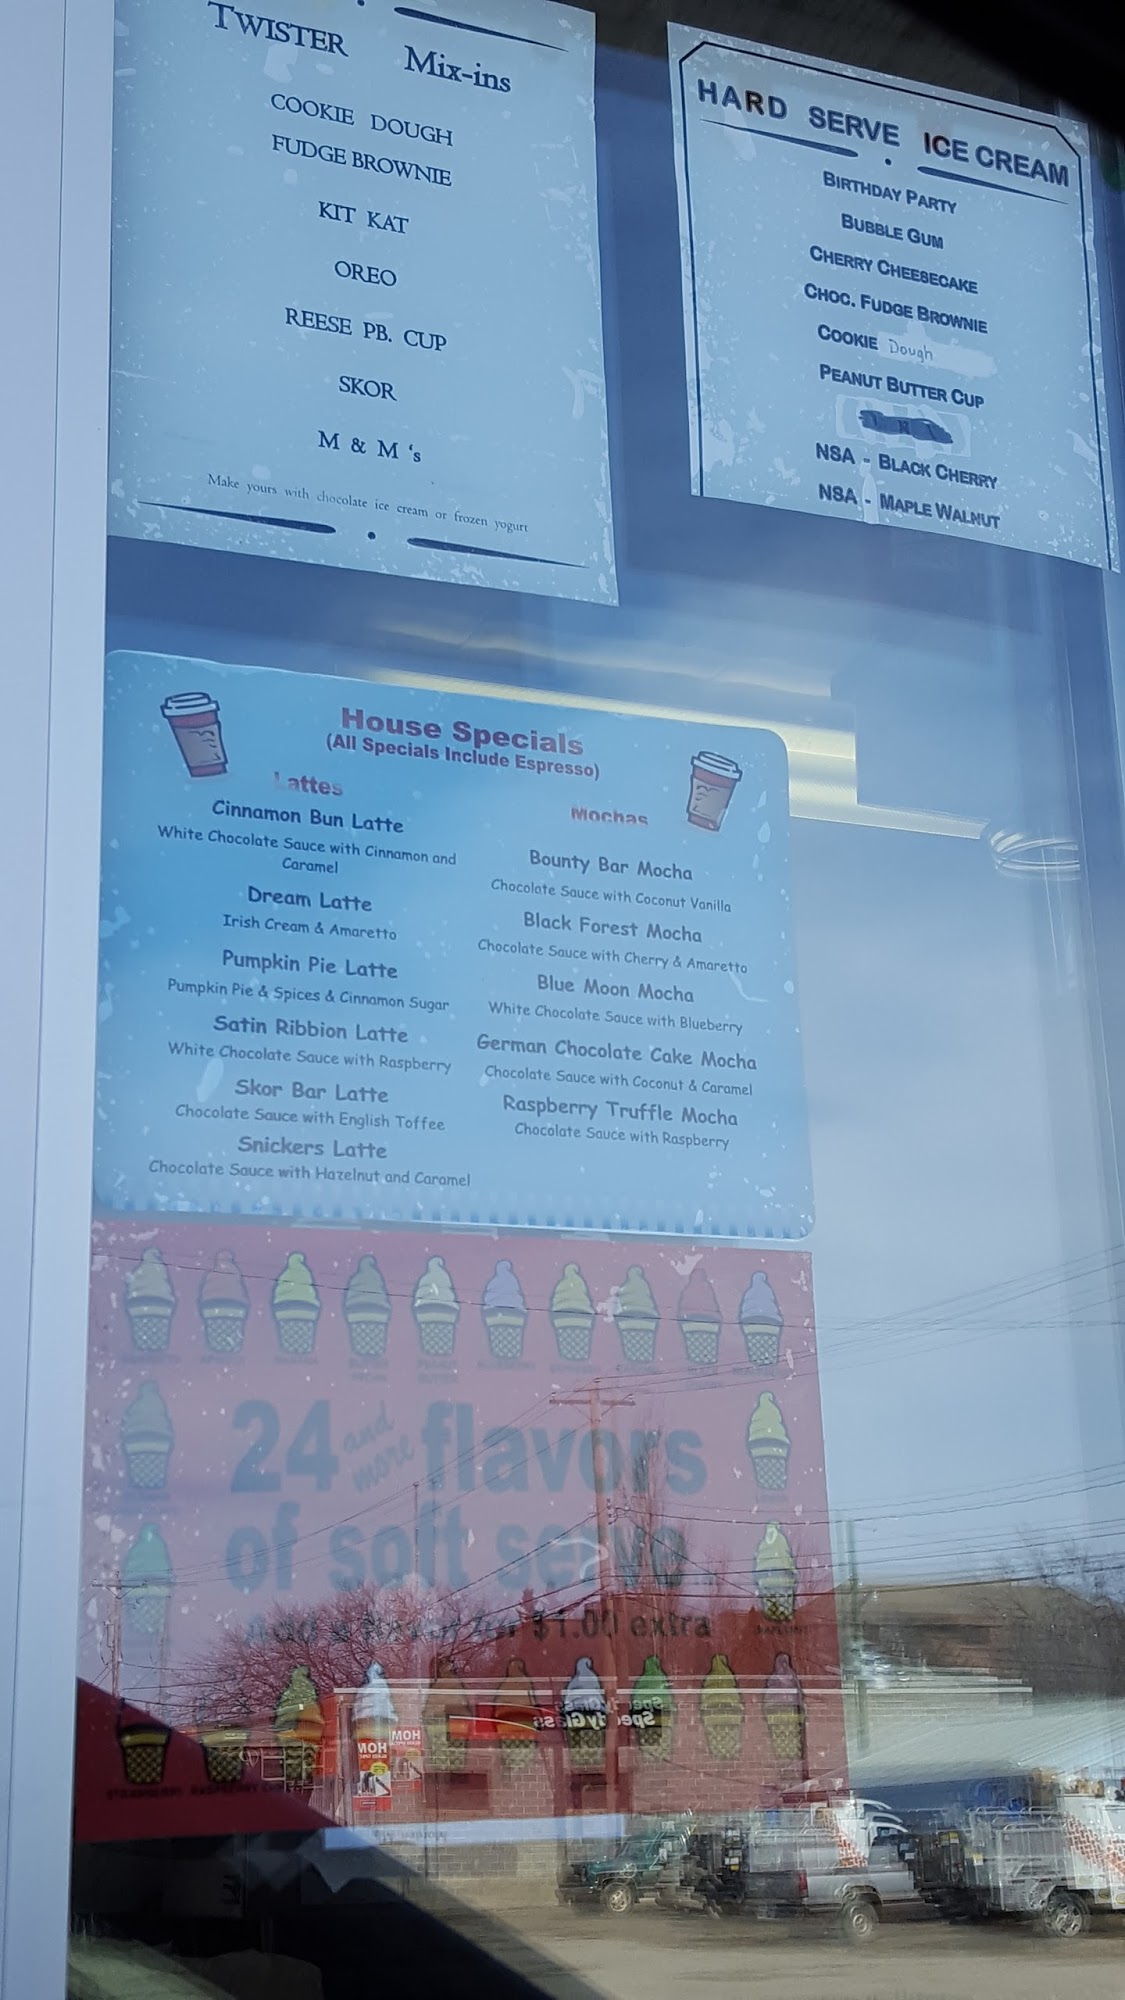 TWISTER Mix-ins
COOKIE DOUGH
FUDGE BROWNIE
KIT KAT
OREO
REESE PB. CUP
SKOR
M & M 's
Make yours with chocolate ice cream or frozen yogurt
HARD SERVE ICE CREAM
BIRTHDAY PARTY
BUBBLE GUM
CHERRY CHEESECAKE
CHOC. FUDGE BROWNIE
COOKIE Dough
PEANUT BUTTER CUP
NSA - BLACK CHERRY
NSA - MAPLE WALNUT
House Specials
(All Specials Include Espresso)
Lattes
Cinnamon Bun Latte
White Chocolate Sauce with Cinnamon and
Caramel
Dream Latte
Irish Cream & Amaretto
Pumpkin Pie Latte
Pumpkin Pie & Spices & Cinnamon Sugar
Satin Ribbion Latte
White Chocolate Sauce with Raspberry
Skor Bar Latte
Chocolate Sauce with English Toffee
Snickers Latte
Chocolate Sauce with Hazelnut and Caramel
Mochas
Bounty Bar Mocha
Chocolate Sauce with Coconut Vanilla
Black Forest Mocha
Chocolate Sauce with Cherry & Amaretto
Blue Moon Mocha
White Chocolate Sauce with Blueberry
German Chocolate Cake Mocha
Chocolate Sauce with Coconut & Caramel
Raspberry Truffle Mocha
Chocolate Sauce with Raspberry
24 and more flavors
of soft serve
Add a flavor for $1.00 extra
Speedy Glass